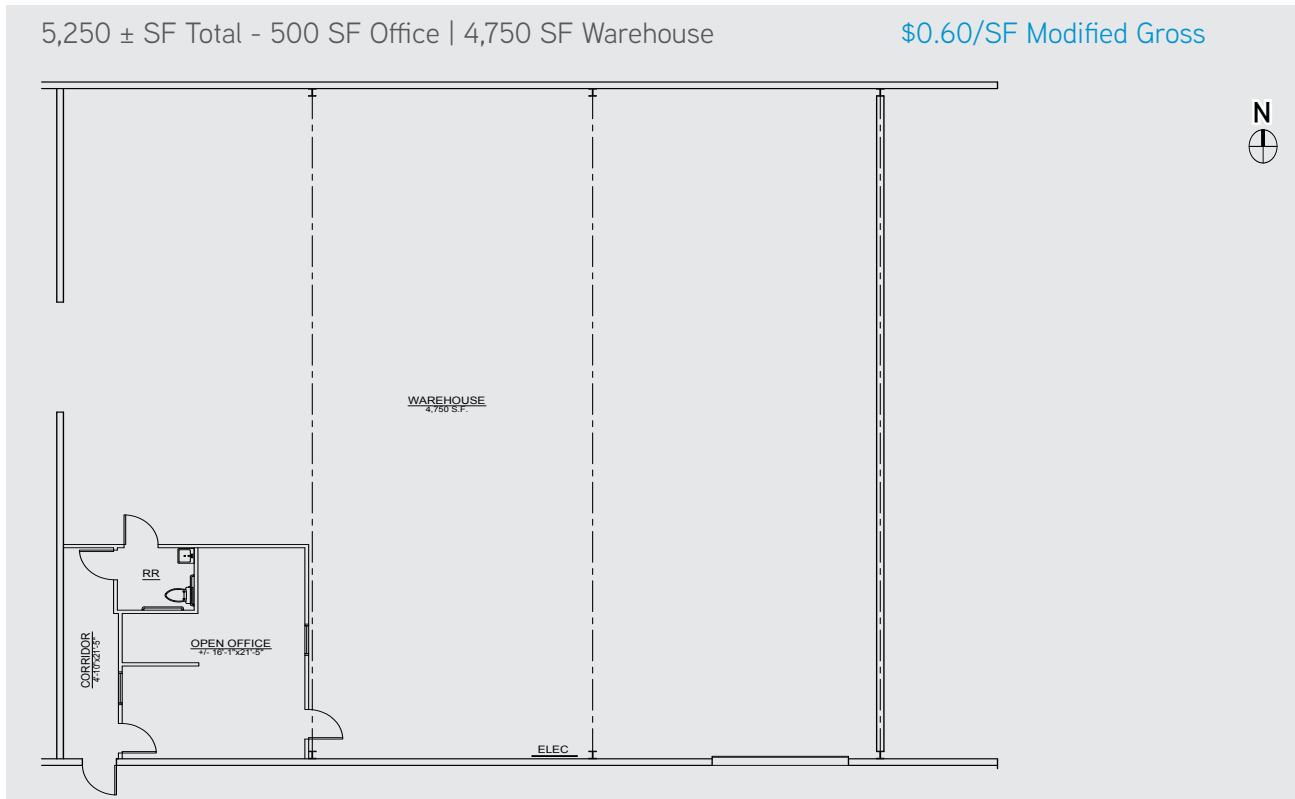 5,250 ± SF Total - 500 SF Office | 4,750 SF Warehouse
$0.60/SF Modified Gross
N
WAREHOUSE
4,750 S.F.
RR
OPEN OFFICE
+/- 16'-1"x21'-5"
CORRIDOR
4'-10"x21'-5"
ELEC